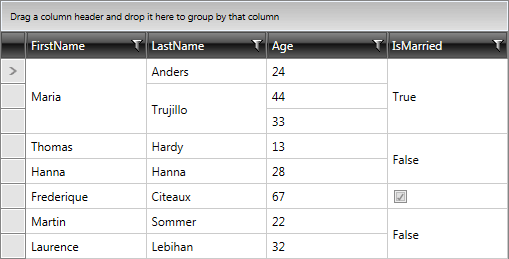 Drag a column header and drop it here to group by that column
FirstName LastName Age IsMarried
Maria Anders 24 True
Trujillo 44
33
Thomas Hardy 13 False
Hanna Hanna 28
Frederique Citeaux 67
Martin Sommer 22 False
Laurence Lebihan 32